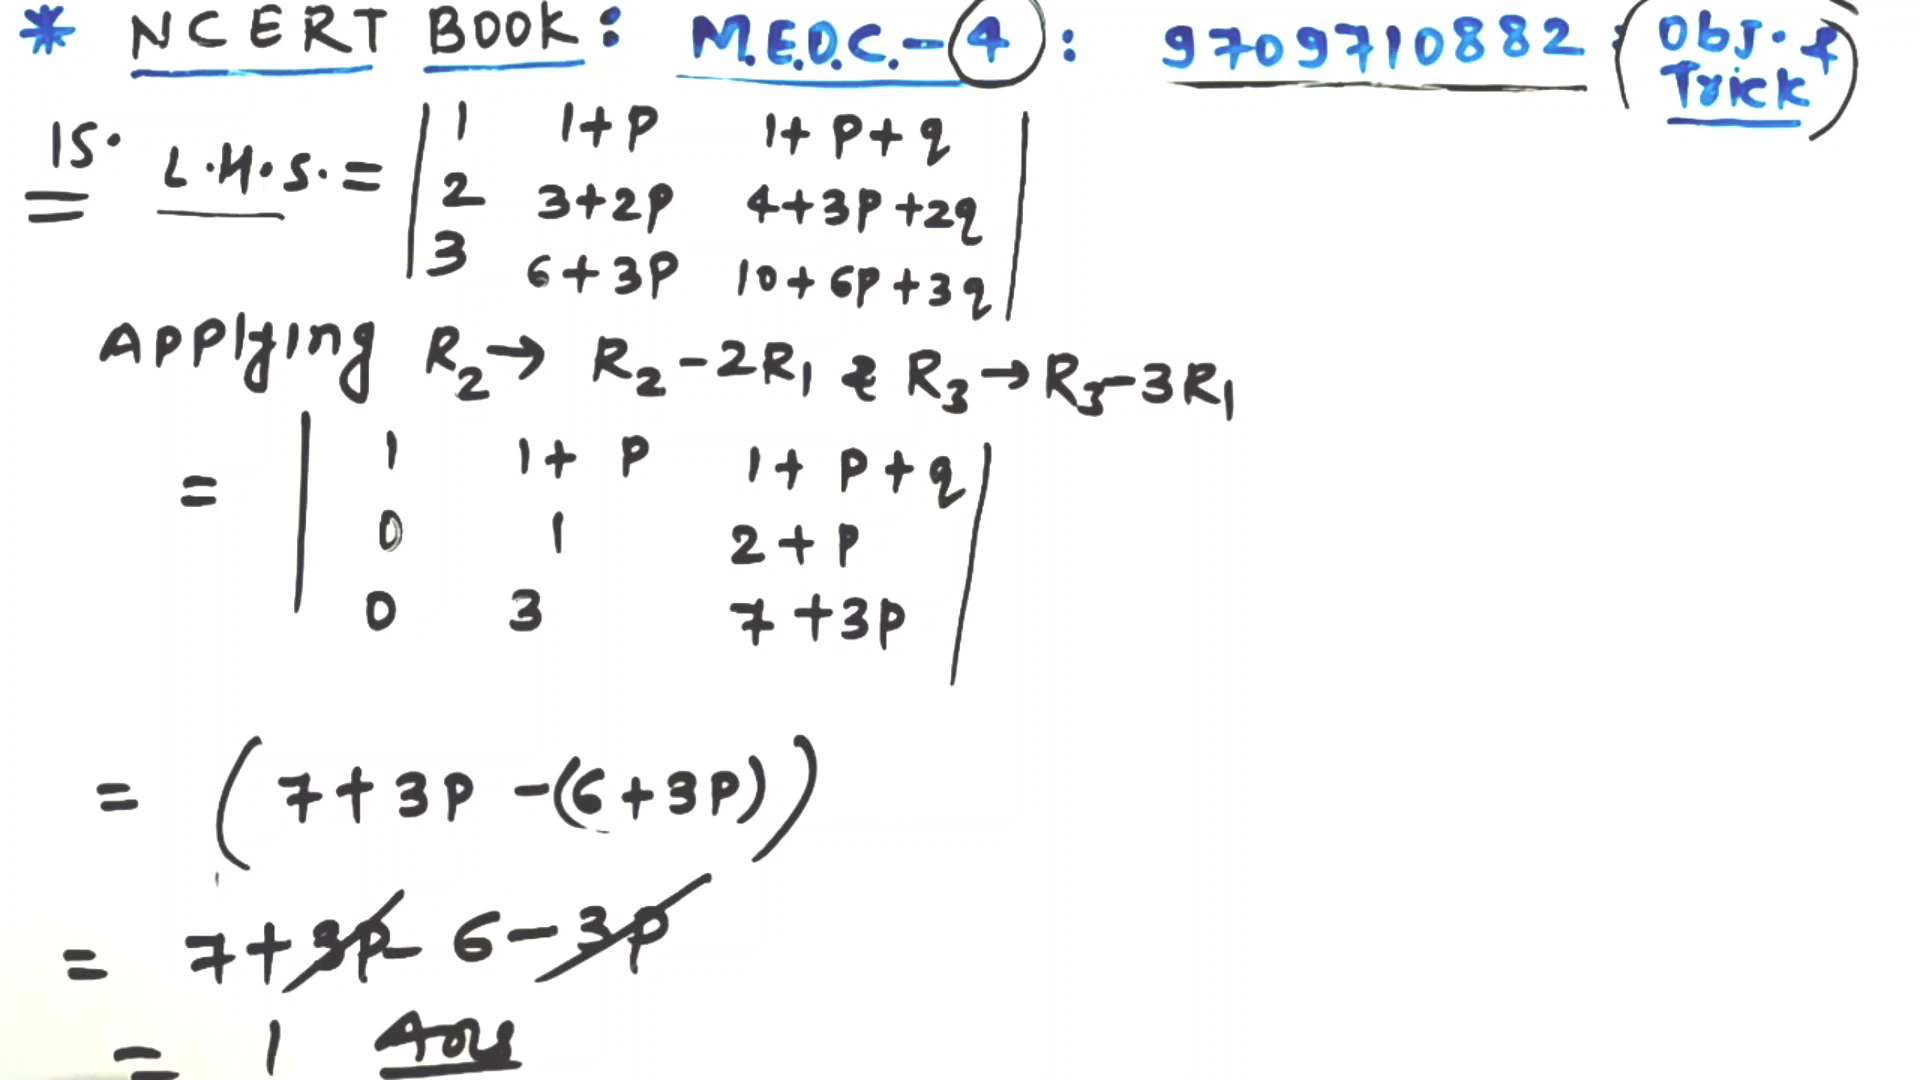 * NCERT BOOK: M.E.O.C.-4: 9709710882: (Obj. &
Trick)
15. L.H.S. = | 1 1+P 1+P+q |
2 3+2P 4+3P+2q
3 6+3P 10+6P+3q
Applying R₂→ R₂-2R₁ & R₃→R₃-3R₁
= | 1 1+P 1+P+q |
0 1 2+P
0 3 7+3P
= (7+3P -(6+3P))
= 7+3P-6-3P
= 1 Ans